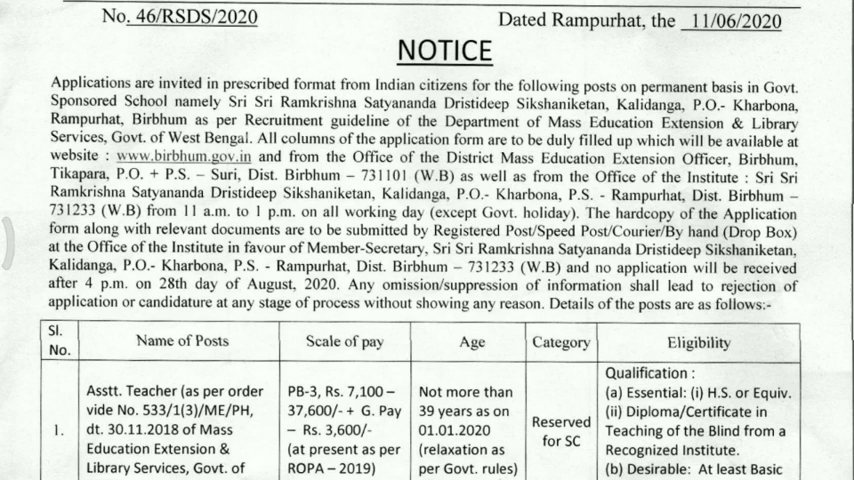 No. 46/RSDS/2020
Dated Rampurhat, the 11/06/2020
NOTICE
Applications are invited in prescribed format from Indian citizens for the following posts on permanent basis in Govt.
Sponsored School namely Sri Sri Ramkrishna Satyananda Dristideep Sikshaniketan, Kalidanga, P.O.- Kharbona,
Rampurhat, Birbhum as per Recruitment guideline of the Department of Mass Education Extension & Library
Services, Govt. of West Bengal. All columns of the application form are to be duly filled up which will be available at
website : www.birbhum.gov.in and from the Office of the District Mass Education Extension Officer, Birbhum,
Tikapara, P.O. + P.S. – Suri, Dist. Birbhum – 731101 (W.B) as well as from the Office of the Institute : Sri Sri
Ramkrishna Satyananda Dristideep Sikshaniketan, Kalidanga, P.O.- Kharbona, P.S. - Rampurhat, Dist. Birbhum –
731233 (W.B) from 11 a.m. to 1 p.m. on all working day (except Govt. holiday). The hardcopy of the Application
form along with relevant documents are to be submitted by Registered Post/Speed Post/Courier/By hand (Drop Box)
at the Office of the Institute in favour of Member-Secretary, Sri Sri Ramkrishna Satyananda Dristideep Sikshaniketan,
Kalidanga, P.O.- Kharbona, P.S. - Rampurhat, Dist. Birbhum – 731233 (W.B) and no application will be received
after 4 p.m. on 28th day of August, 2020. Any omission/suppression of information shall lead to rejection of
application or candidature at any stage of process without showing any reason. Details of the posts are as follows:-
Sl.
No.
Name of Posts
Scale of pay
Age
Category
Eligibility
1.
Asstt. Teacher (as per order
vide No. 533/1(3)/ME/PH,
dt. 30.11.2018 of Mass
Education Extension &
Library Services, Govt. of
PB-3, Rs. 7,100 –
37,600/- + G. Pay
– Rs. 3,600/-
(at present as per
ROPA – 2019)
Not more than
39 years as on
01.01.2020
(relaxation as
per Govt. rules)
Reserved
for SC
Qualification :
(a) Essential: (i) H.S. or Equiv.
(ii) Diploma/Certificate in
Teaching of the Blind from a
Recognized Institute.
(b) Desirable: At least Basic